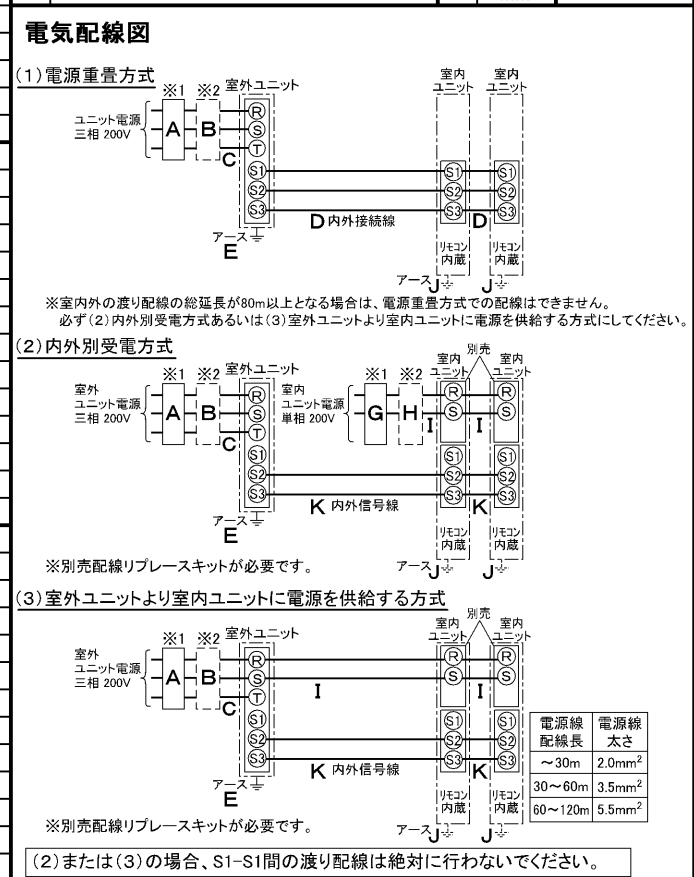 電気配線図
(1)電源重畳方式
※1 ※2 室外ユニット
室内
ユニット
室内
ユニット
ユニット電源
三相 200V
A B C
R
S
T
S1
S2
S3
S1
S2
S3
S1
S2
S3
D 内外接続線
D
アース
E
リモコン
内蔵
リモコン
内蔵
アース J J
※室内外の渡り配線の総延長が80m以上となる場合は、電源重畳方式での配線はできません。
必ず(2)内外別受電方式あるいは(3)室外ユニットより室内ユニットに電源を供給する方式にしてください。
(2)内外別受電方式
※1 ※2 室外ユニット
※1 ※2
室内
ユニット
別売
室内
ユニット
室外
ユニット電源
三相 200V
A B C
R
S
T
S1
S2
S3
室内
ユニット電源
単相 200V
G H I I
R
S
S1
S2
S3
R
S
S1
S2
S3
K 内外信号線
K
アース
E
リモコン
内蔵
リモコン
内蔵
アース J J
※別売配線リプレースキットが必要です。
(3)室外ユニットより室内ユニットに電源を供給する方式
※1 ※2 室外ユニット
室内
ユニット
別売
室内
ユニット
室外
ユニット電源
三相 200V
A B C
R
S
T
S1
S2
S3
I I
R
S
S1
S2
S3
R
S
S1
S2
S3
K 内外信号線
K
アース
E
リモコン
内蔵
リモコン
内蔵
アース J J
電源線
配線長
電源線
太さ
～30m 2.0mm²
30～60m 3.5mm²
60～120m 5.5mm²
※別売配線リプレースキットが必要です。
(2)または(3)の場合、S1-S1間の渡り配線は絶対に行わないでください。